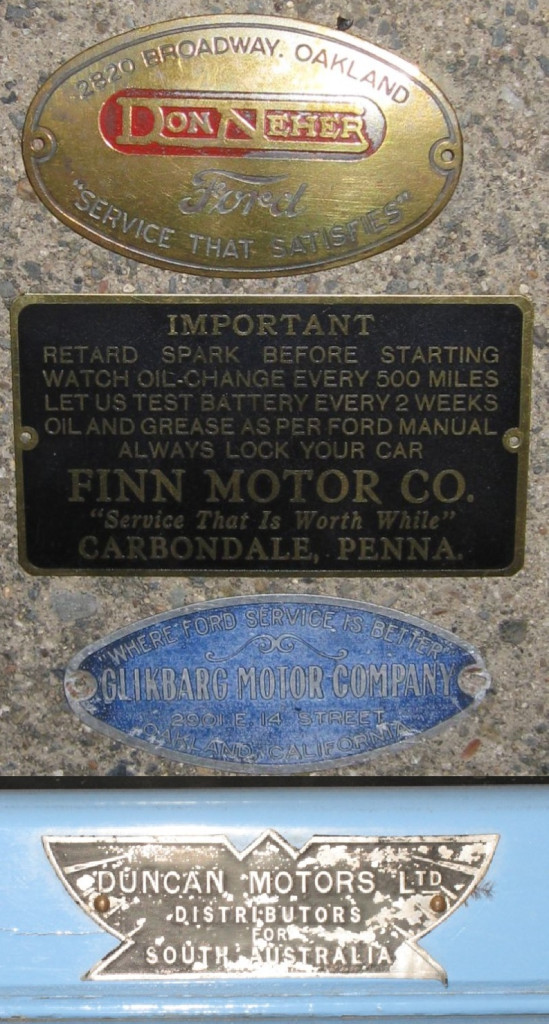 2820 BROADWAY. OAKLAND
DON NEHER
Ford
"SERVICE THAT SATISFIES"
IMPORTANT
RETARD SPARK BEFORE STARTING
WATCH OIL-CHANGE EVERY 500 MILES
LET US TEST BATTERY EVERY 2 WEEKS
OIL AND GREASE AS PER FORD MANUAL
ALWAYS LOCK YOUR CAR
FINN MOTOR CO.
"Service That Is Worth While"
CARBONDALE, PENNA.
"WHERE FORD SERVICE IS BETTER"
GLIKBARG MOTOR COMPANY
2901 E. 14 STREET
OAKLAND, CALIFORNIA
DUNCAN MOTORS LTD
DISTRIBUTORS
FOR
SOUTH AUSTRALIA